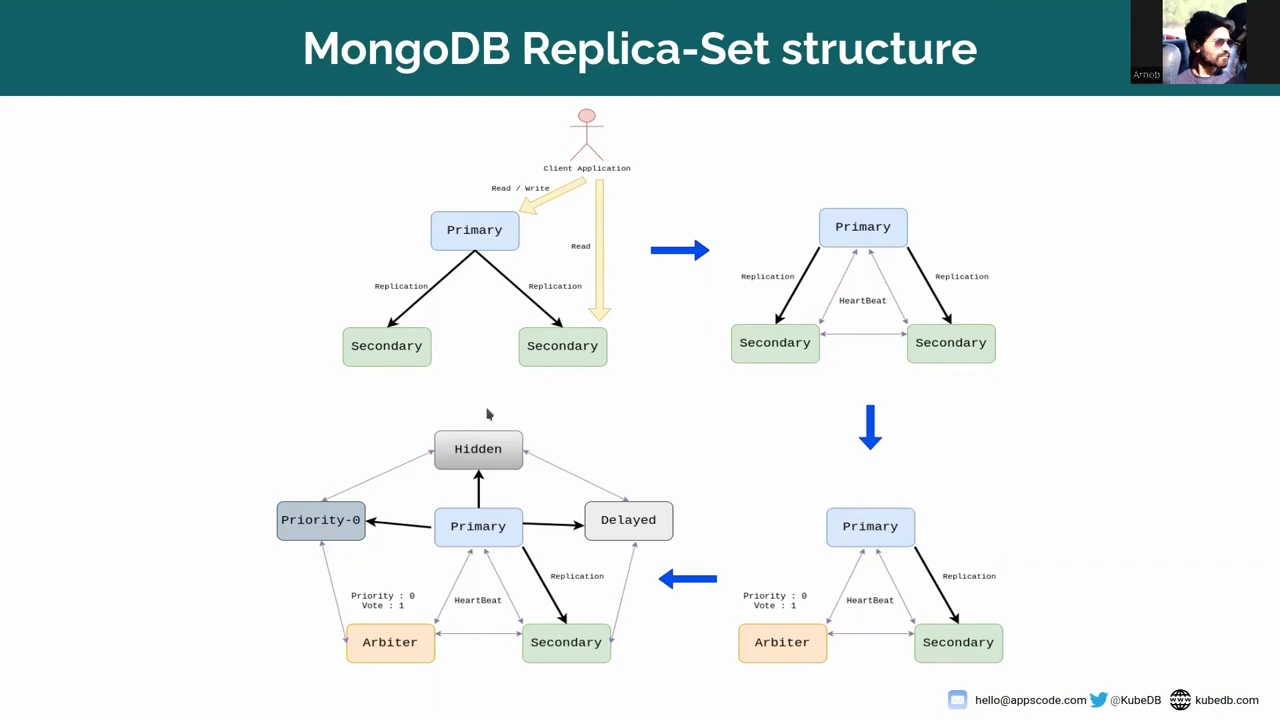 MongoDB Replica-Set structure
Arnob
Client Application
Read / Write
Primary
Read
Replication
Replication
Secondary
Secondary
Primary
Replication
Replication
HeartBeat
Secondary
Secondary
Hidden
Priority-0
Primary
Delayed
Replication
Priority : 0
Vote : 1
HeartBeat
Arbiter
Secondary
Primary
Replication
Priority : 0
Vote : 1
HeartBeat
Arbiter
Secondary
hello@appscode.com @KubeDB kubedb.com